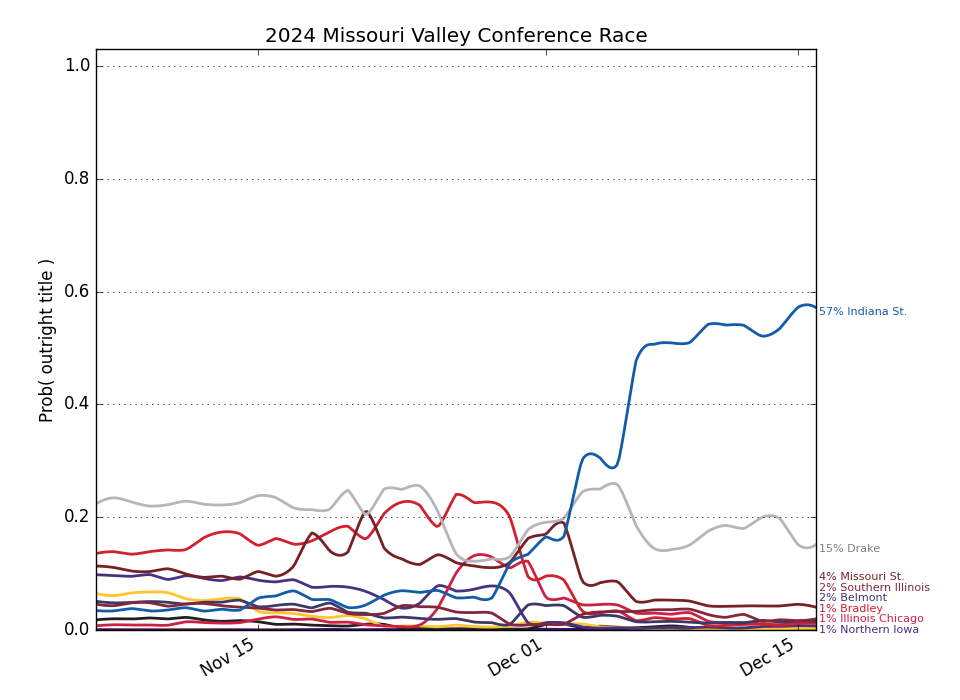 2024 Missouri Valley Conference Race
Prob( outright title )
1.0
0.8
0.6
0.4
0.2
0.0
Nov 15
Dec 01
Dec 15
57% Indiana St.
15% Drake
4% Missouri St.
2% Southern Illinois
2% Belmont
1% Bradley
1% Illinois Chicago
1% Northern Iowa